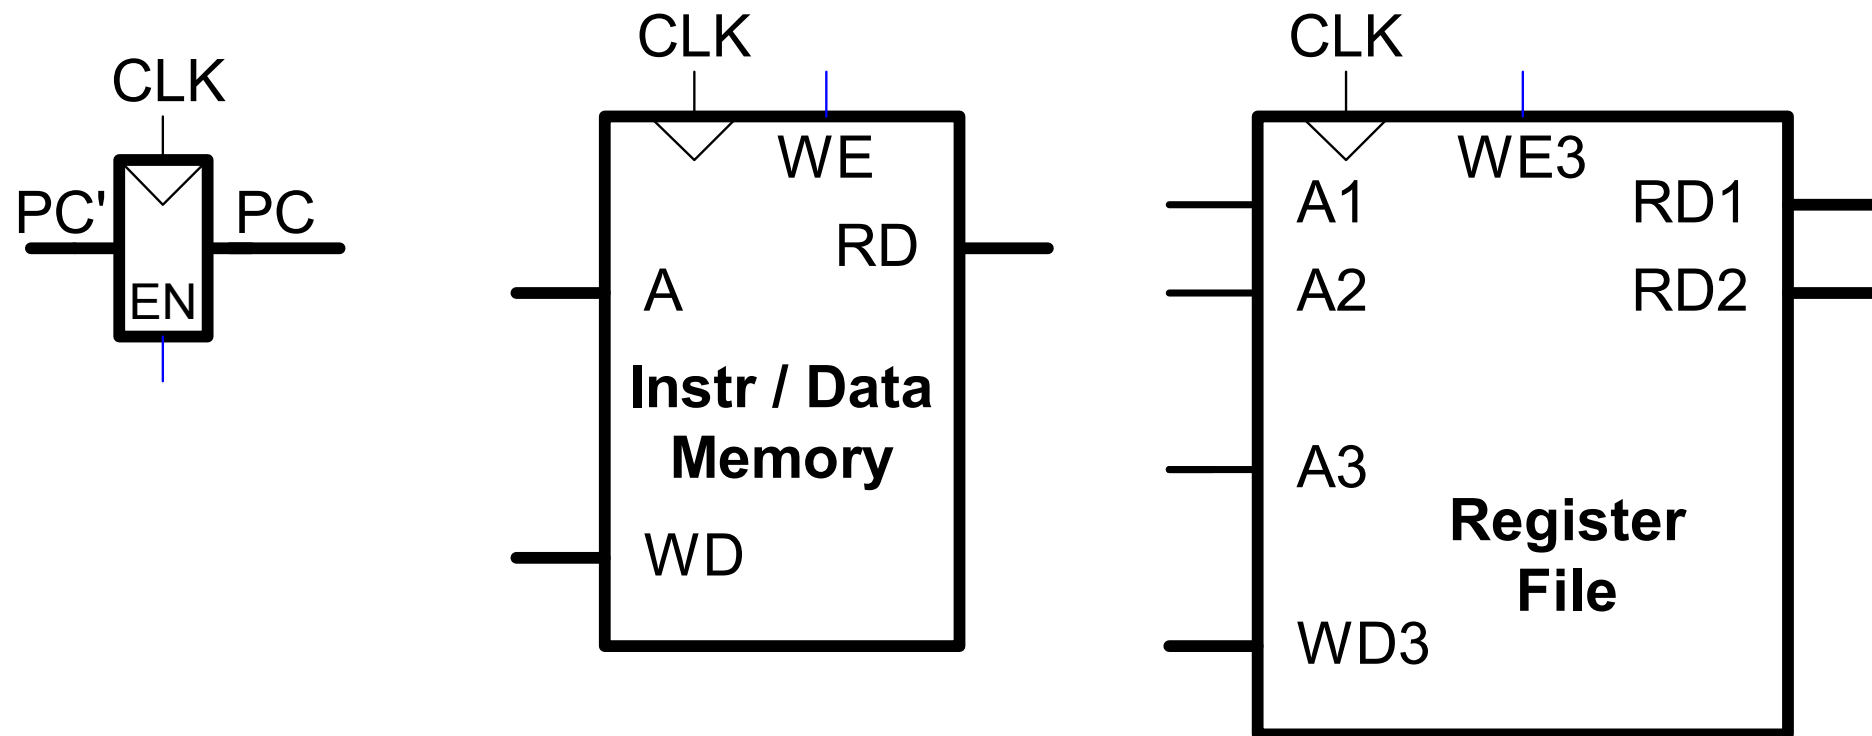 CLK
PC'
PC
EN
CLK
WE
RD
A
Instr / Data
Memory
WD
CLK
WE3
A1
RD1
A2
RD2
A3
Register
File
WD3